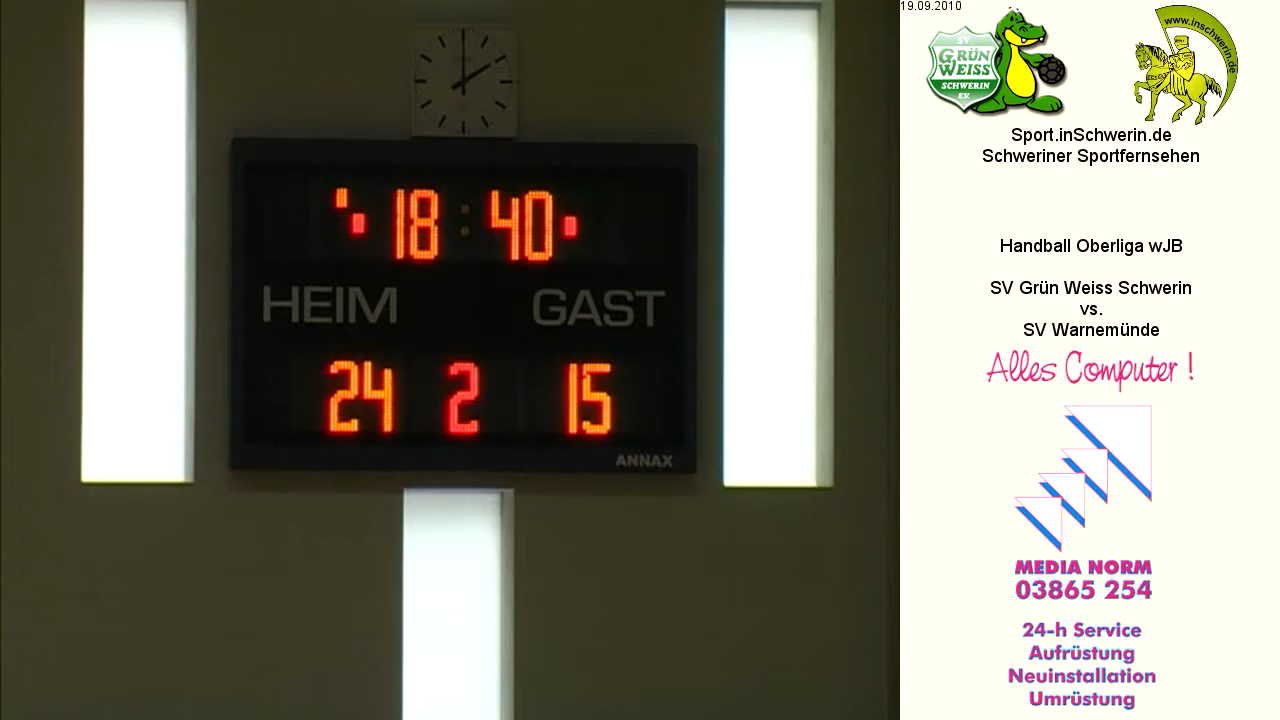 18:40
HEIM GAST
24 2 15
ANNAX
19.09.2010
SV
GRÜN
WEISS
SCHWERIN
E.V.
www.inschwerin.de
Sport.inSchwerin.de
Schweriner Sportfernsehen
Handball Oberliga wJB
SV Grün Weiss Schwerin
vs.
SV Warnemünde
Alles Computer !
MEDIA NORM
03865 254
24-h Service
Aufrüstung
Neuinstallation
Umrüstung